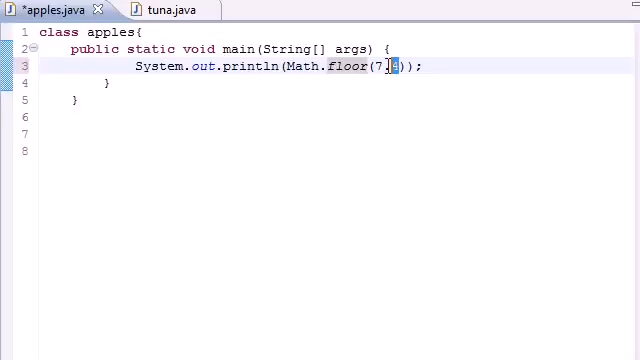 *apples.java tuna.java
1 class apples{
2 public static void main(String[] args) {
3 System.out.println(Math.floor(7.4));
4 }
5 }
6
7
8